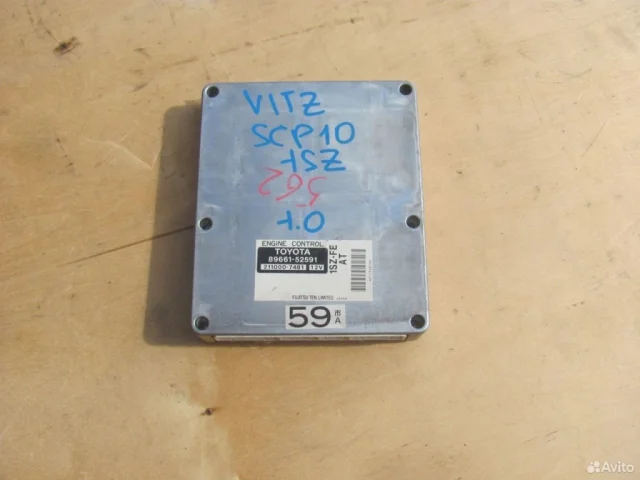 VITZ
SCP10
1SZ
562
1.0
ENGINE CONTROL
TOYOTA
89661-52591
211000 7481 12V
FUJITSU TEN LIMITED
1SZ-FE
AT
59
A
Avito